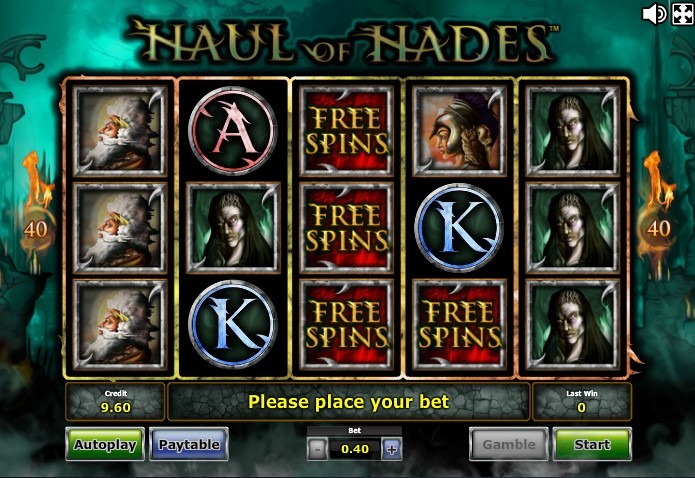 HAUL OF HADES™
A
FREE
SPINS
40
FREE
SPINS
K
40
K
FREE
SPINS
FREE
SPINS
Credit
9.60
Please place your bet
Last Win
0
Autoplay
Paytable
Bet
- 0.40 +
Gamble
Start